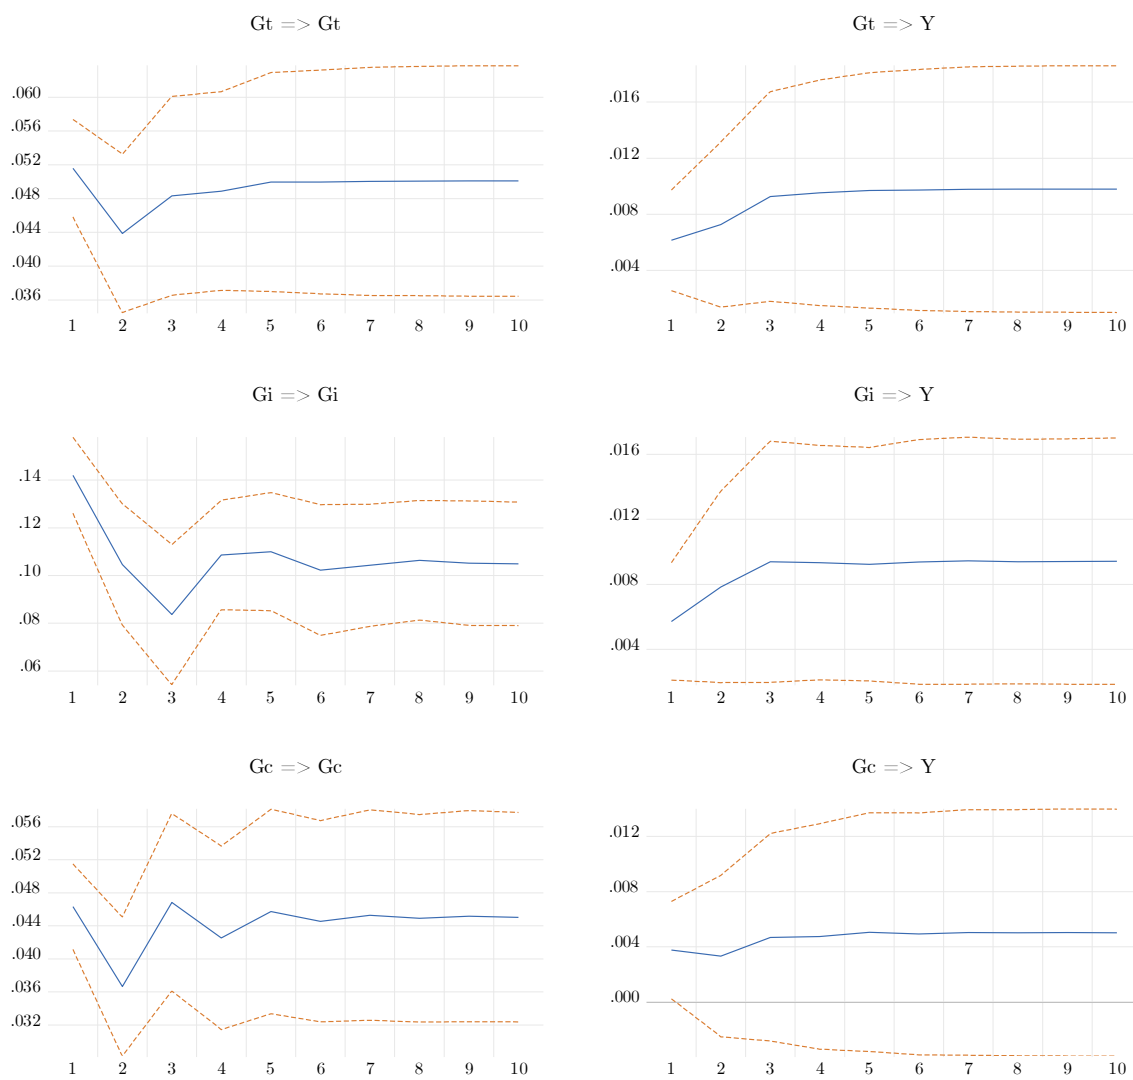 Gt => Gt
.060
.056
.052
.048
.044
.040
.036
1 2 3 4 5 6 7 8 9 10
Gt => Y
.016
.012
.008
.004
1 2 3 4 5 6 7 8 9 10
Gi => Gi
.14
.12
.10
.08
.06
1 2 3 4 5 6 7 8 9 10
Gi => Y
.016
.012
.008
.004
1 2 3 4 5 6 7 8 9 10
Gc => Gc
.056
.052
.048
.044
.040
.036
.032
1 2 3 4 5 6 7 8 9 10
Gc => Y
.012
.008
.004
.000
1 2 3 4 5 6 7 8 9 10